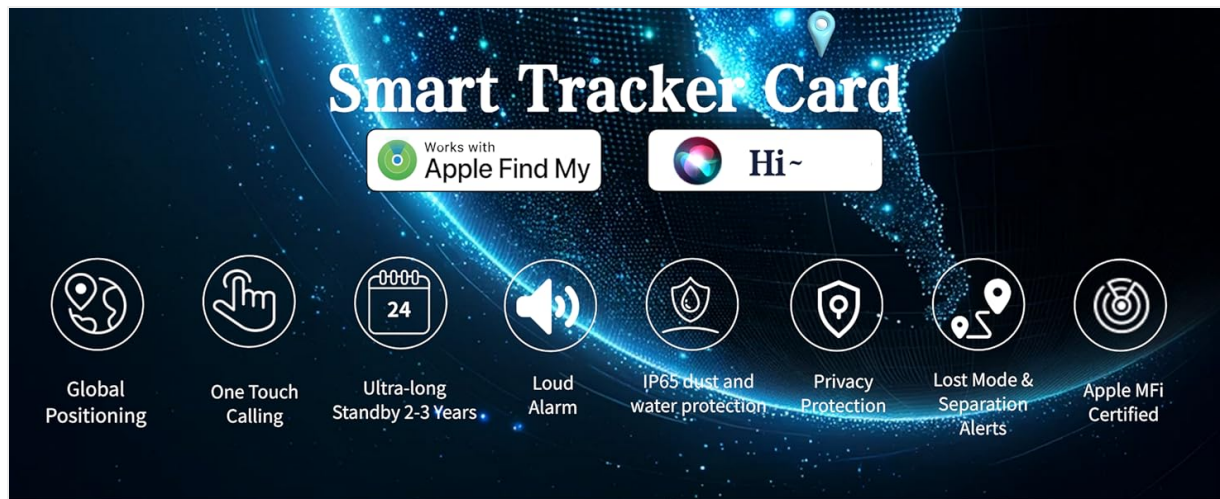 Smart Tracker Card
Works with
Apple Find My
Hi~
24
Global
Positioning
One Touch
Calling
Ultra-long
Standby 2-3 Years
Loud
Alarm
IP65 dust and
water protection
Privacy
Protection
Lost Mode &
Separation
Alerts
Apple MFi
Certified